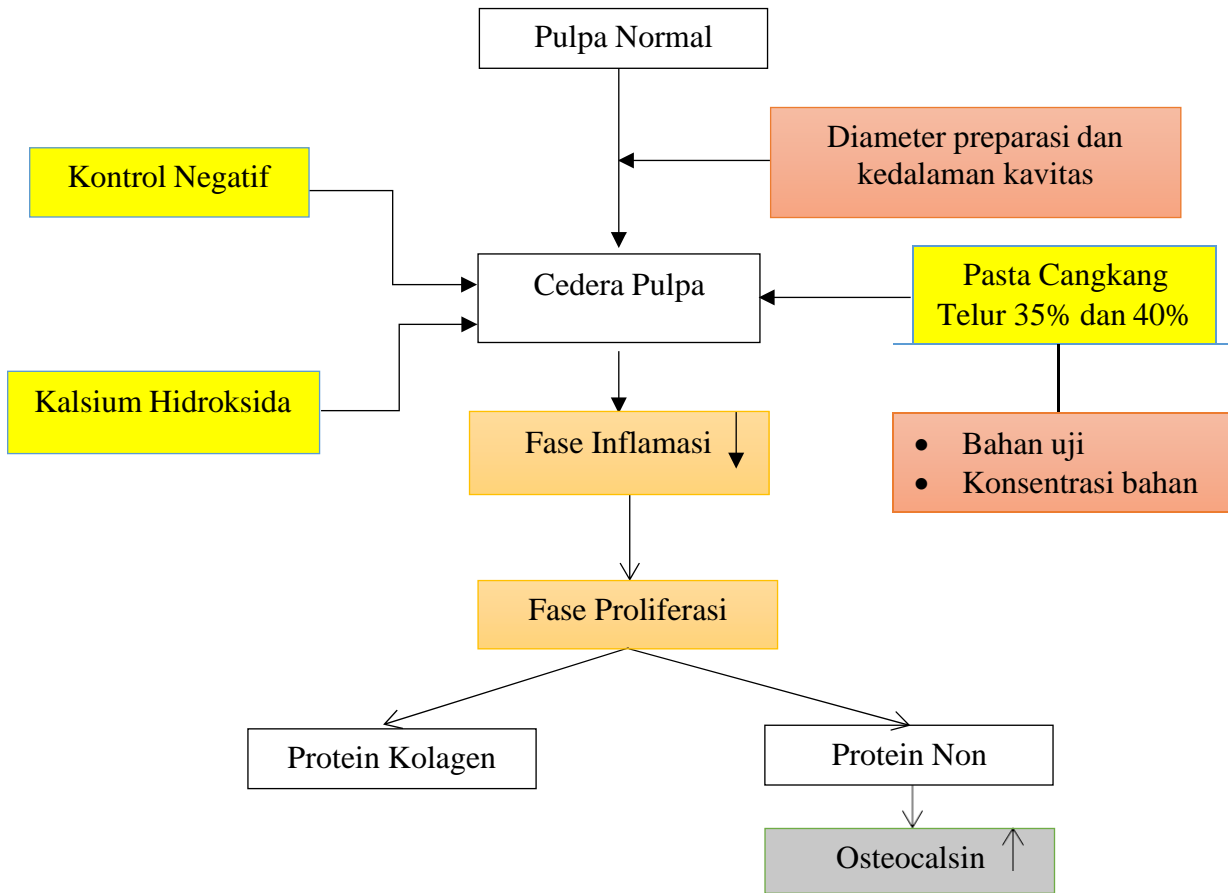 Pulpa Normal
Diameter preparasi dan
kedalaman kavitas
Kontrol Negatif
Cedera Pulpa
Pasta Cangkang
Telur 35% dan 40%
Kalsium Hidroksida
Fase Inflamasi
• Bahan uji
• Konsentrasi bahan
Fase Proliferasi
Protein Kolagen
Protein Non
Osteocalsin